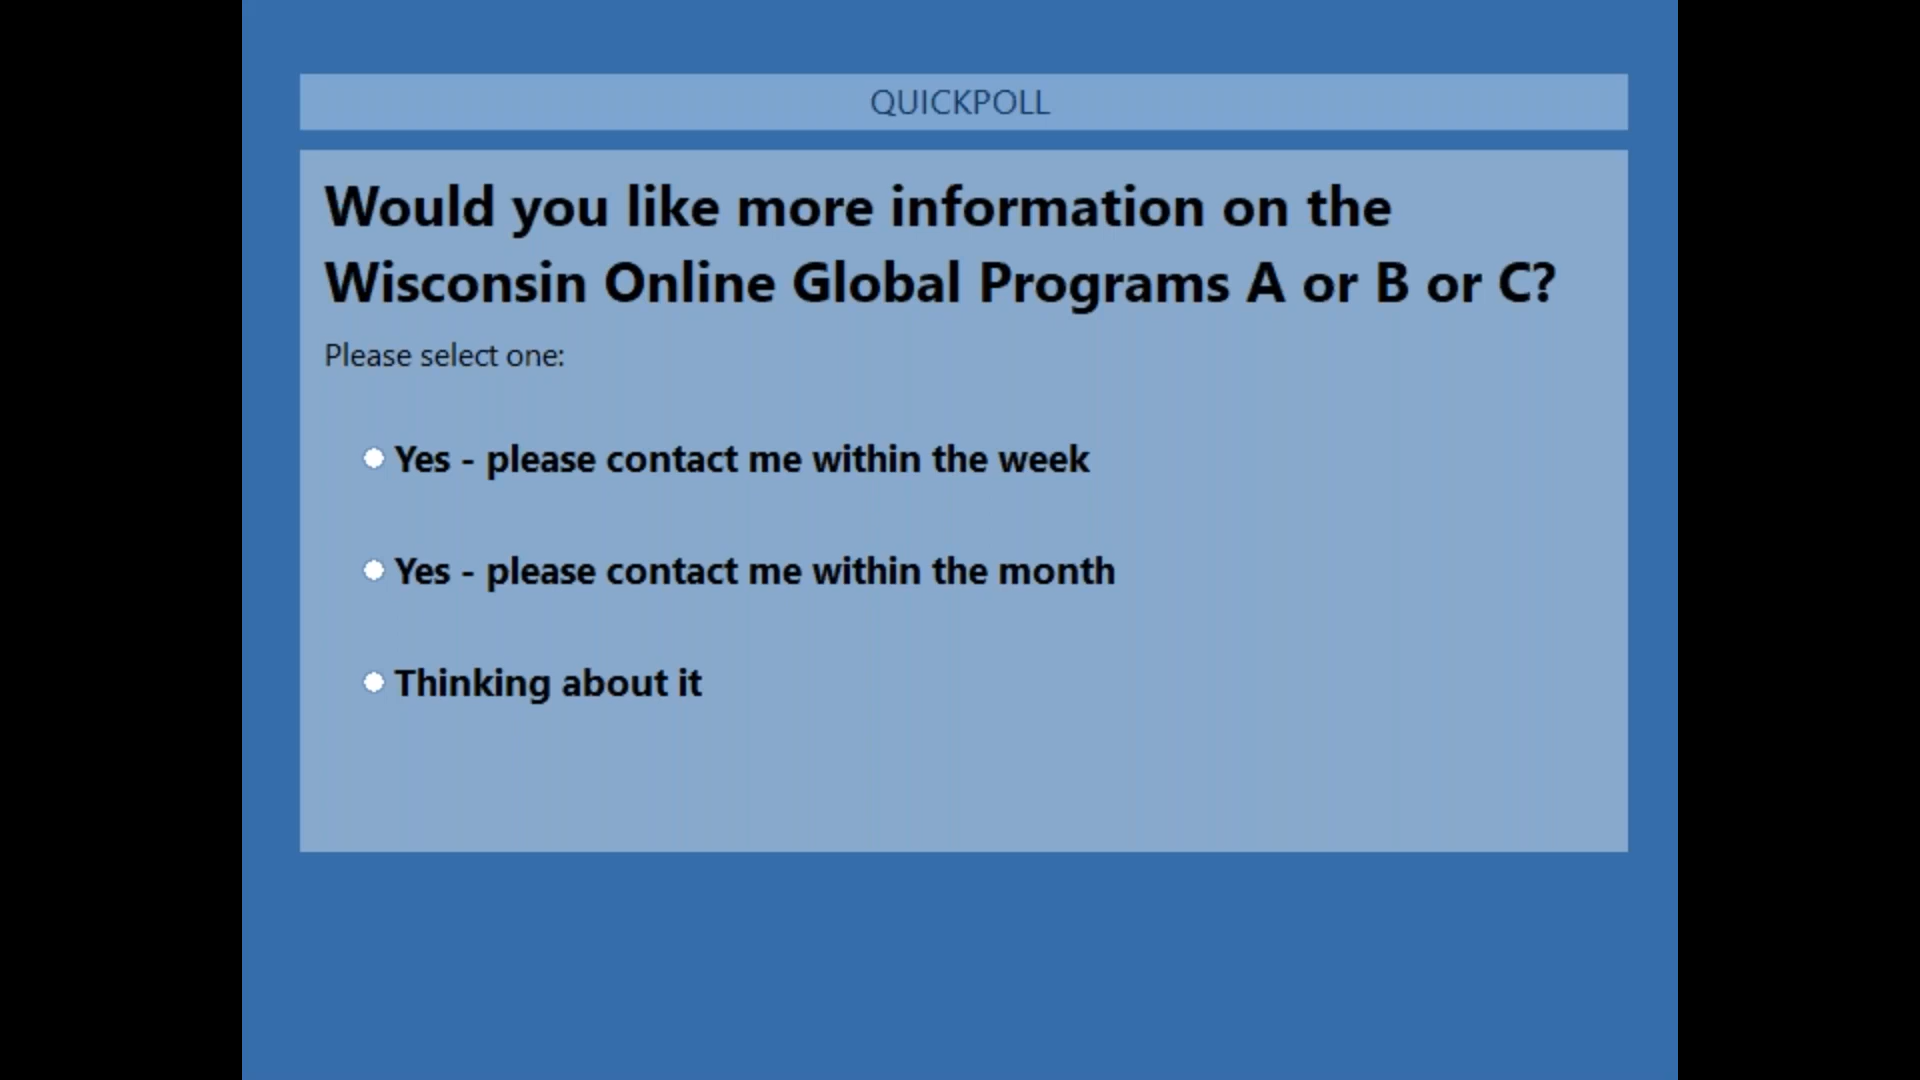 QUICKPOLL
Would you like more information on the
Wisconsin Online Global Programs A or B or C?
Please select one:
Yes - please contact me within the week
Yes - please contact me within the month
Thinking about it